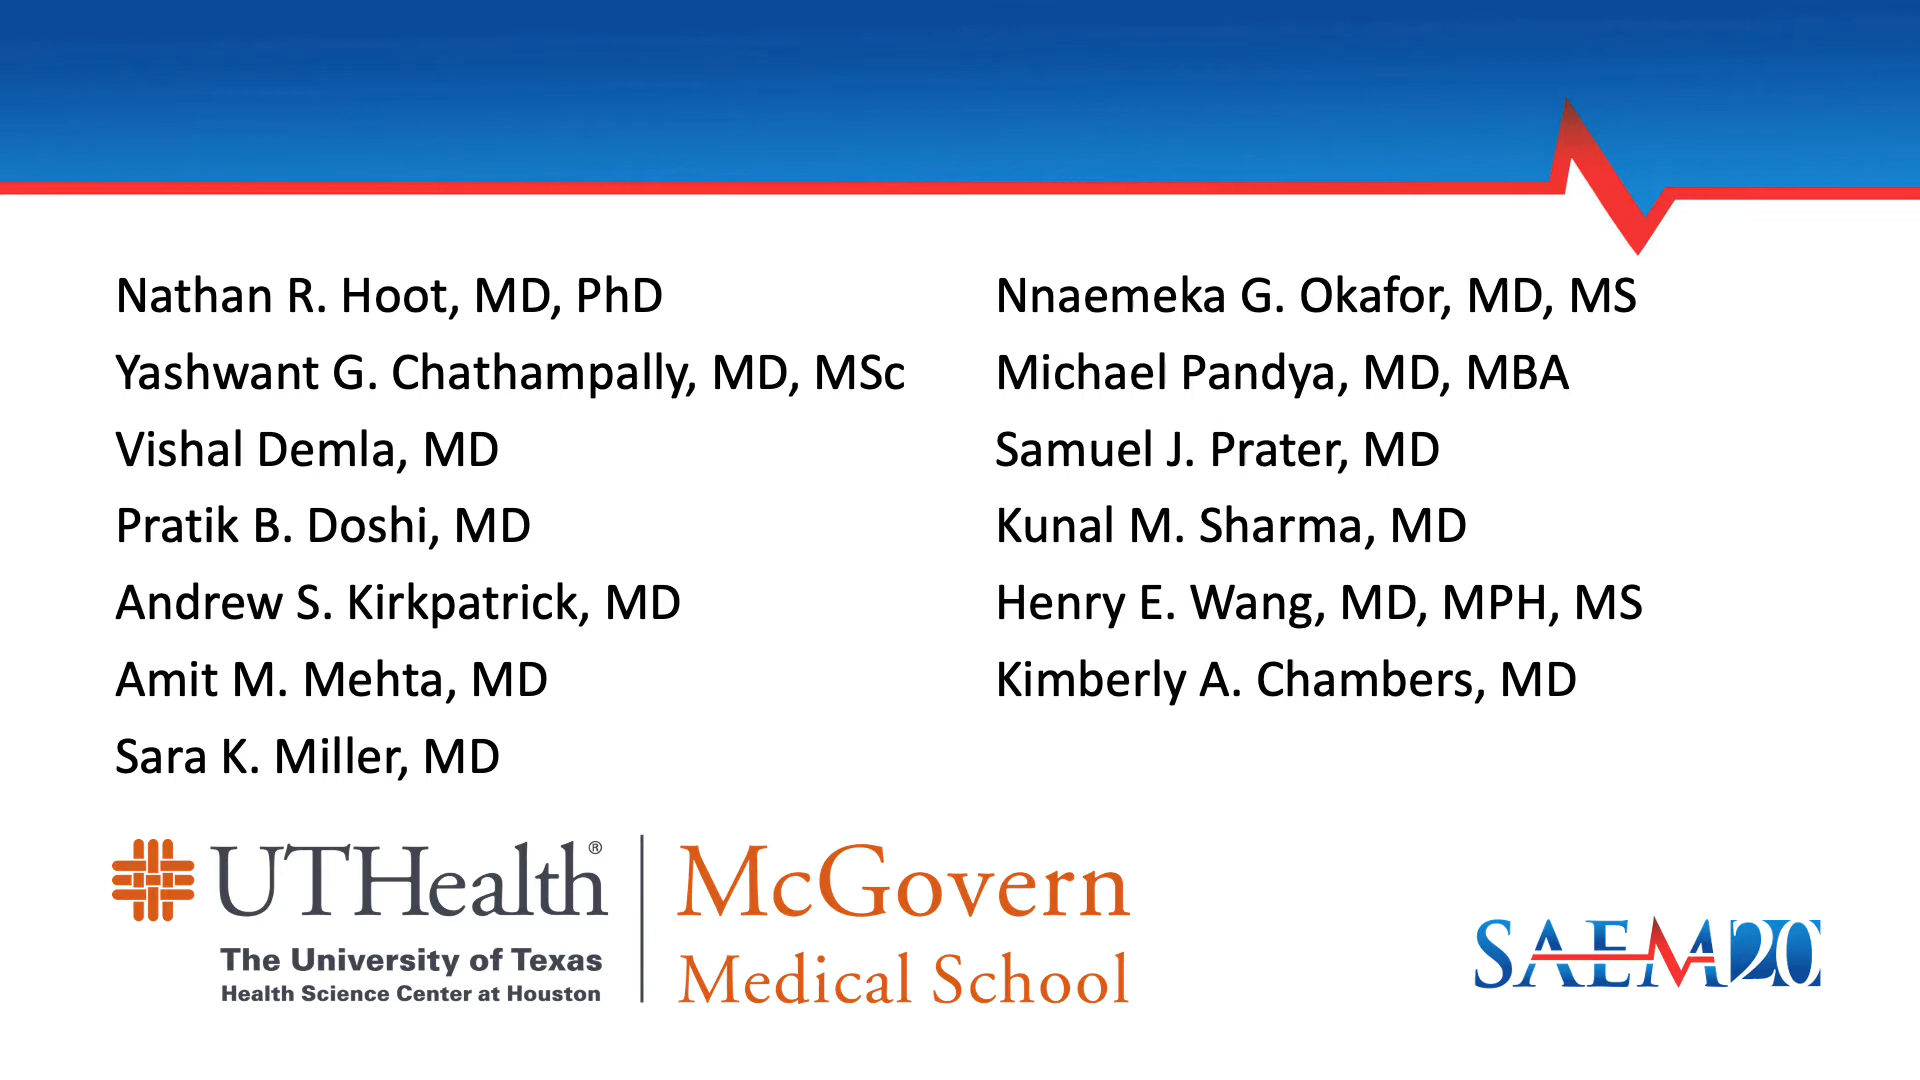 Nathan R. Hoot, MD, PhD
Yashwant G. Chathampally, MD, MSc
Vishal Demla, MD
Pratik B. Doshi, MD
Andrew S. Kirkpatrick, MD
Amit M. Mehta, MD
Sara K. Miller, MD
Nnaemeka G. Okafor, MD, MS
Michael Pandya, MD, MBA
Samuel J. Prater, MD
Kunal M. Sharma, MD
Henry E. Wang, MD, MPH, MS
Kimberly A. Chambers, MD
UTHealth®
The University of Texas
Health Science Center at Houston
McGovern
Medical School
SAEM20